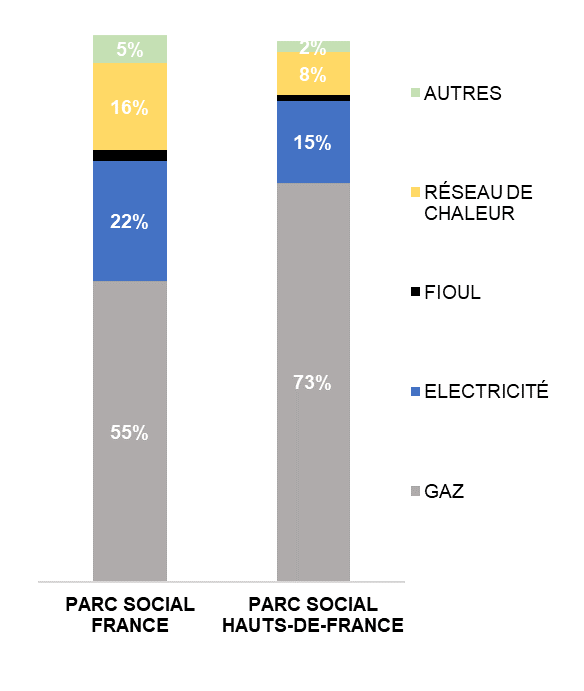 5%
16%
22%
55%
2%
8%
15%
73%
AUTRES
RÉSEAU DE
CHALEUR
FIOUL
ELECTRICITÉ
GAZ
PARC SOCIAL
FRANCE
PARC SOCIAL
HAUTS-DE-FRANCE